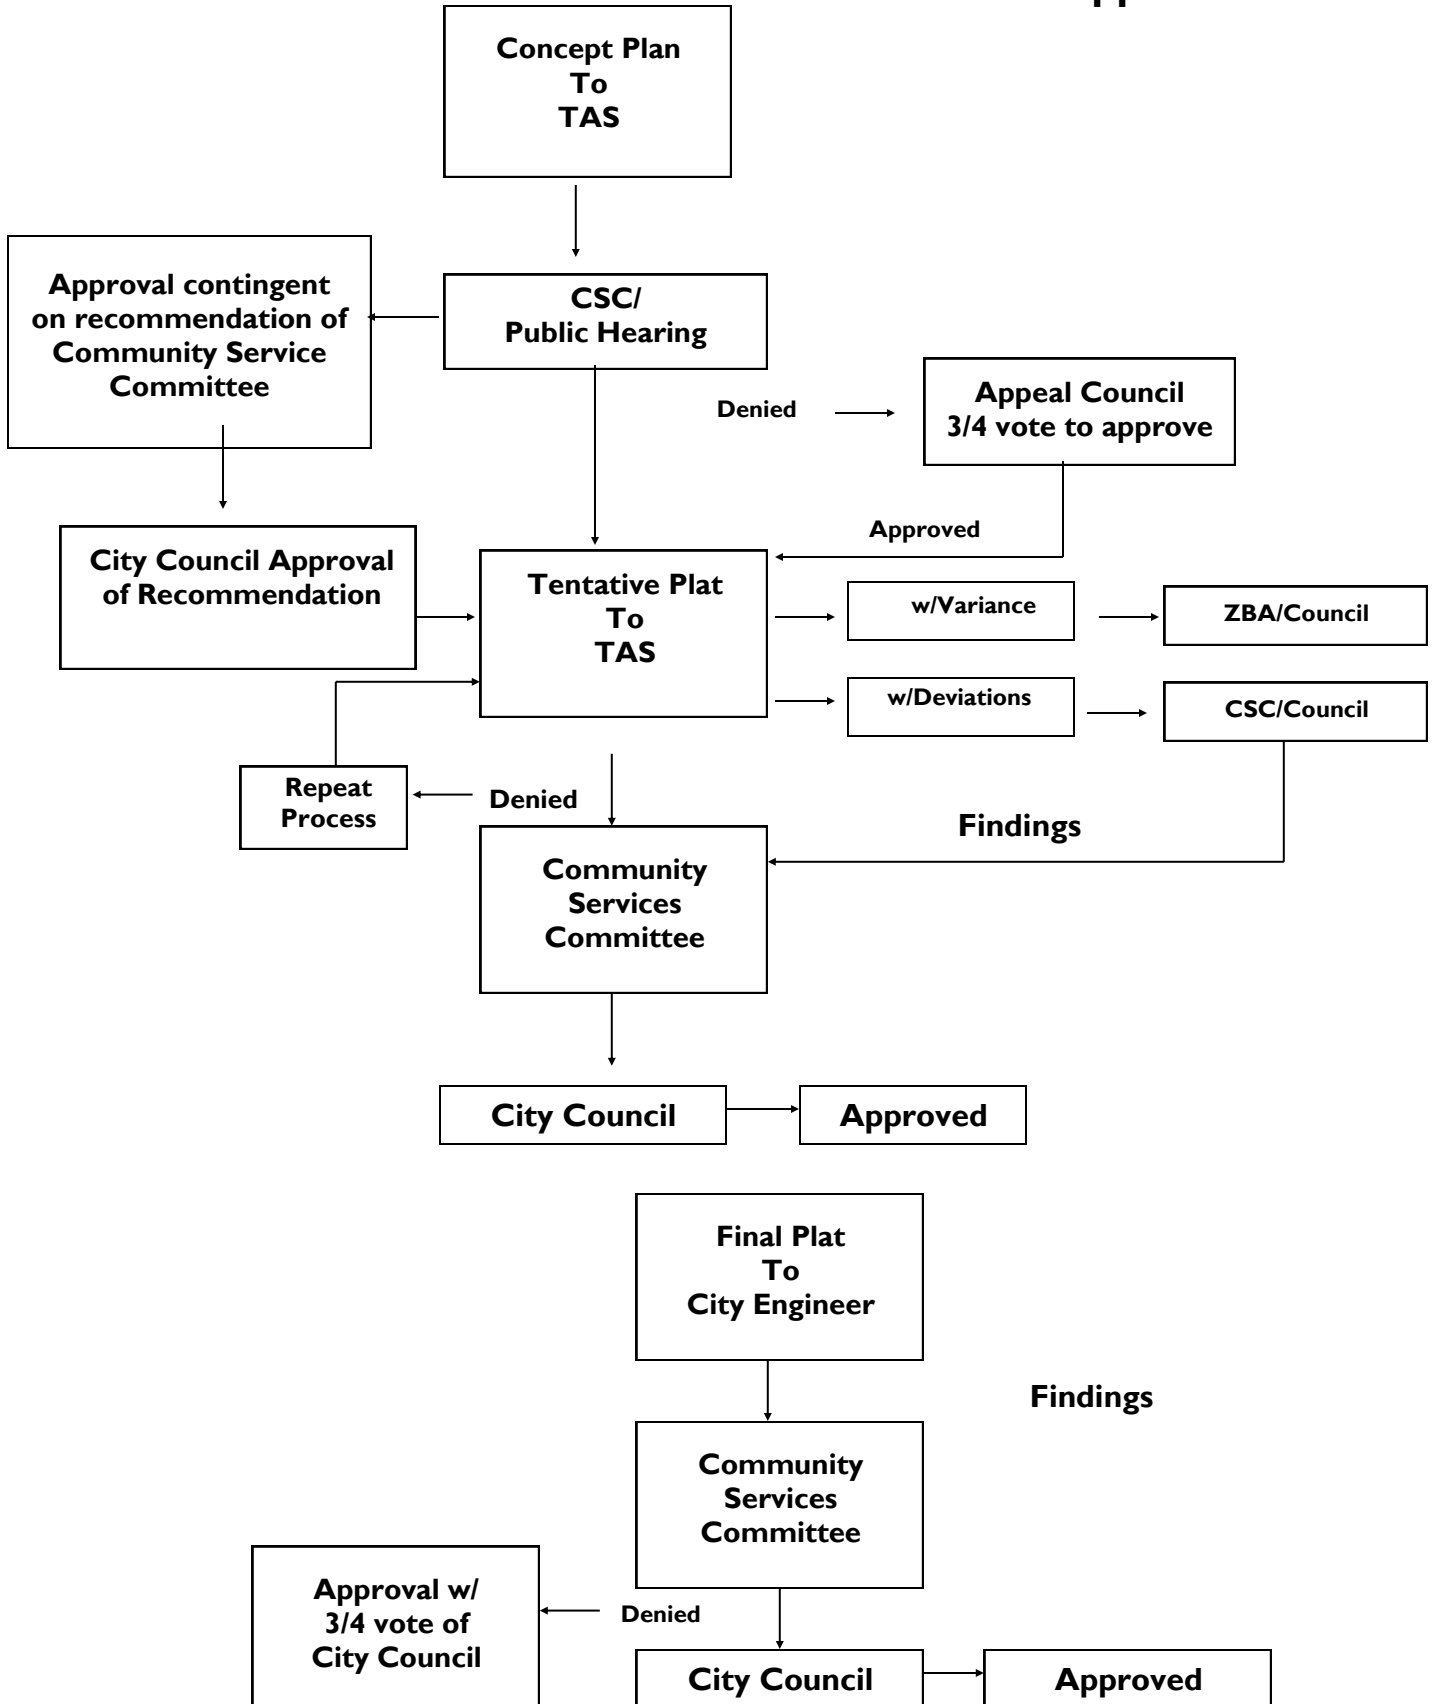 Concept Plan
To
TAS
Approval contingent
on recommendation of
Community Service
Committee
CSC/
Public Hearing
Denied
Appeal Council
3/4 vote to approve
Approved
City Council Approval
of Recommendation
Tentative Plat
To
TAS
w/Variance
ZBA/Council
w/Deviations
CSC/Council
Repeat
Process
Denied
Findings
Community
Services
Committee
City Council
Approved
Final Plat
To
City Engineer
Findings
Community
Services
Committee
Approval w/
3/4 vote of
City Council
Denied
City Council
Approved